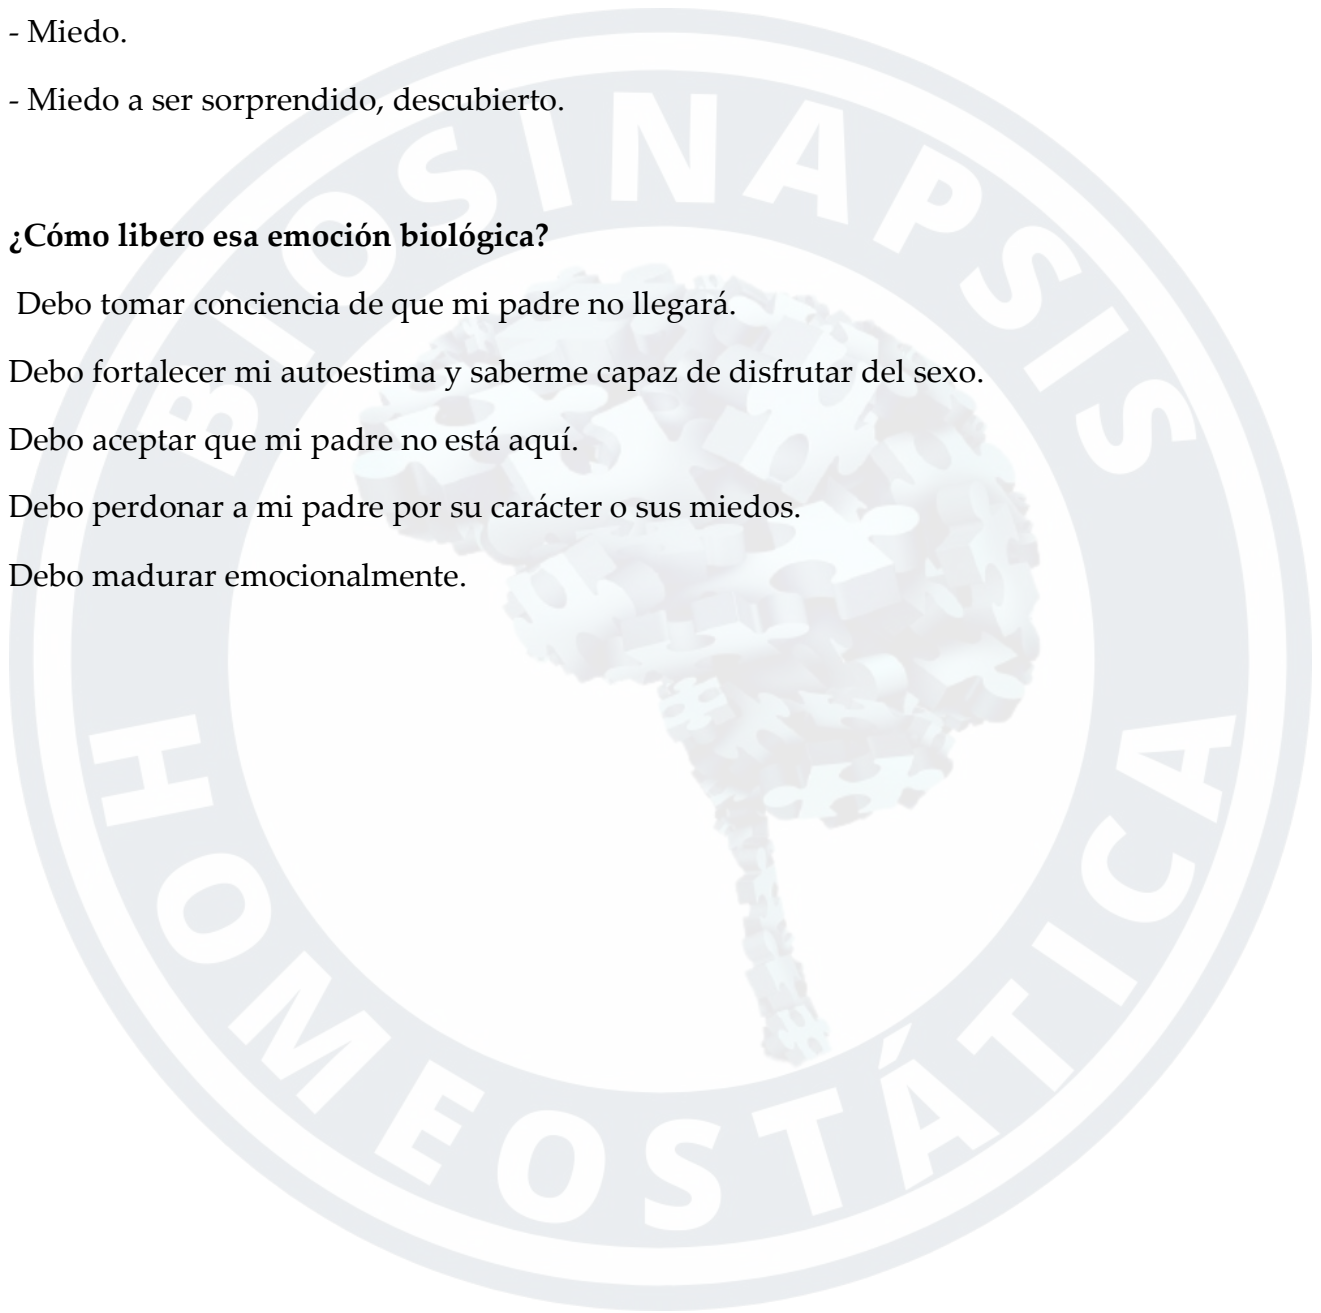 - Miedo.
- Miedo a ser sorprendido, descubierto.
¿Cómo libero esa emoción biológica?
Debo tomar conciencia de que mi padre no llegará.
Debo fortalecer mi autoestima y saberme capaz de disfrutar del sexo.
Debo aceptar que mi padre no está aquí.
Debo perdonar a mi padre por su carácter o sus miedos.
Debo madurar emocionalmente.
BIOSINAPSIS
HOMEOSTÁTICA